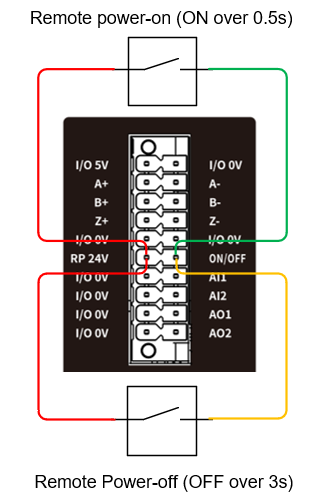 Remote power-on (ON over 0.5s)
I/O 5V I/O 0V
A+ A-
B+ B-
Z+ Z-
I/O 0V I/O 0V
RP 24V ON/OFF
I/O 0V AI1
I/O 0V AI2
I/O 0V AO1
I/O 0V AO2
Remote Power-off (OFF over 3s)